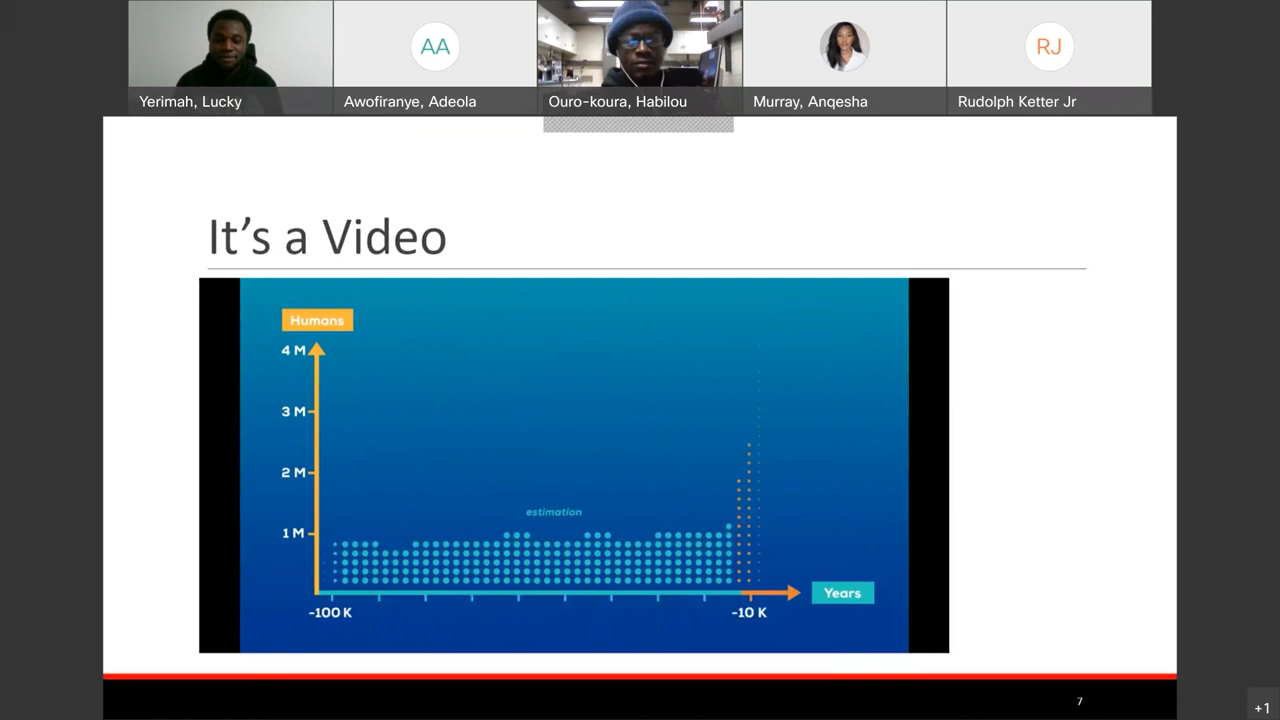 Yerimah, Lucky
AA
Awofiranye, Adeola
Ouro-koura, Habilou
Murray, Anqesha
RJ
Rudolph Ketter Jr
It's a Video
Humans
4 M
3 M
2 M
estimation
1 M
Years
-100 K
-10 K
7
+1